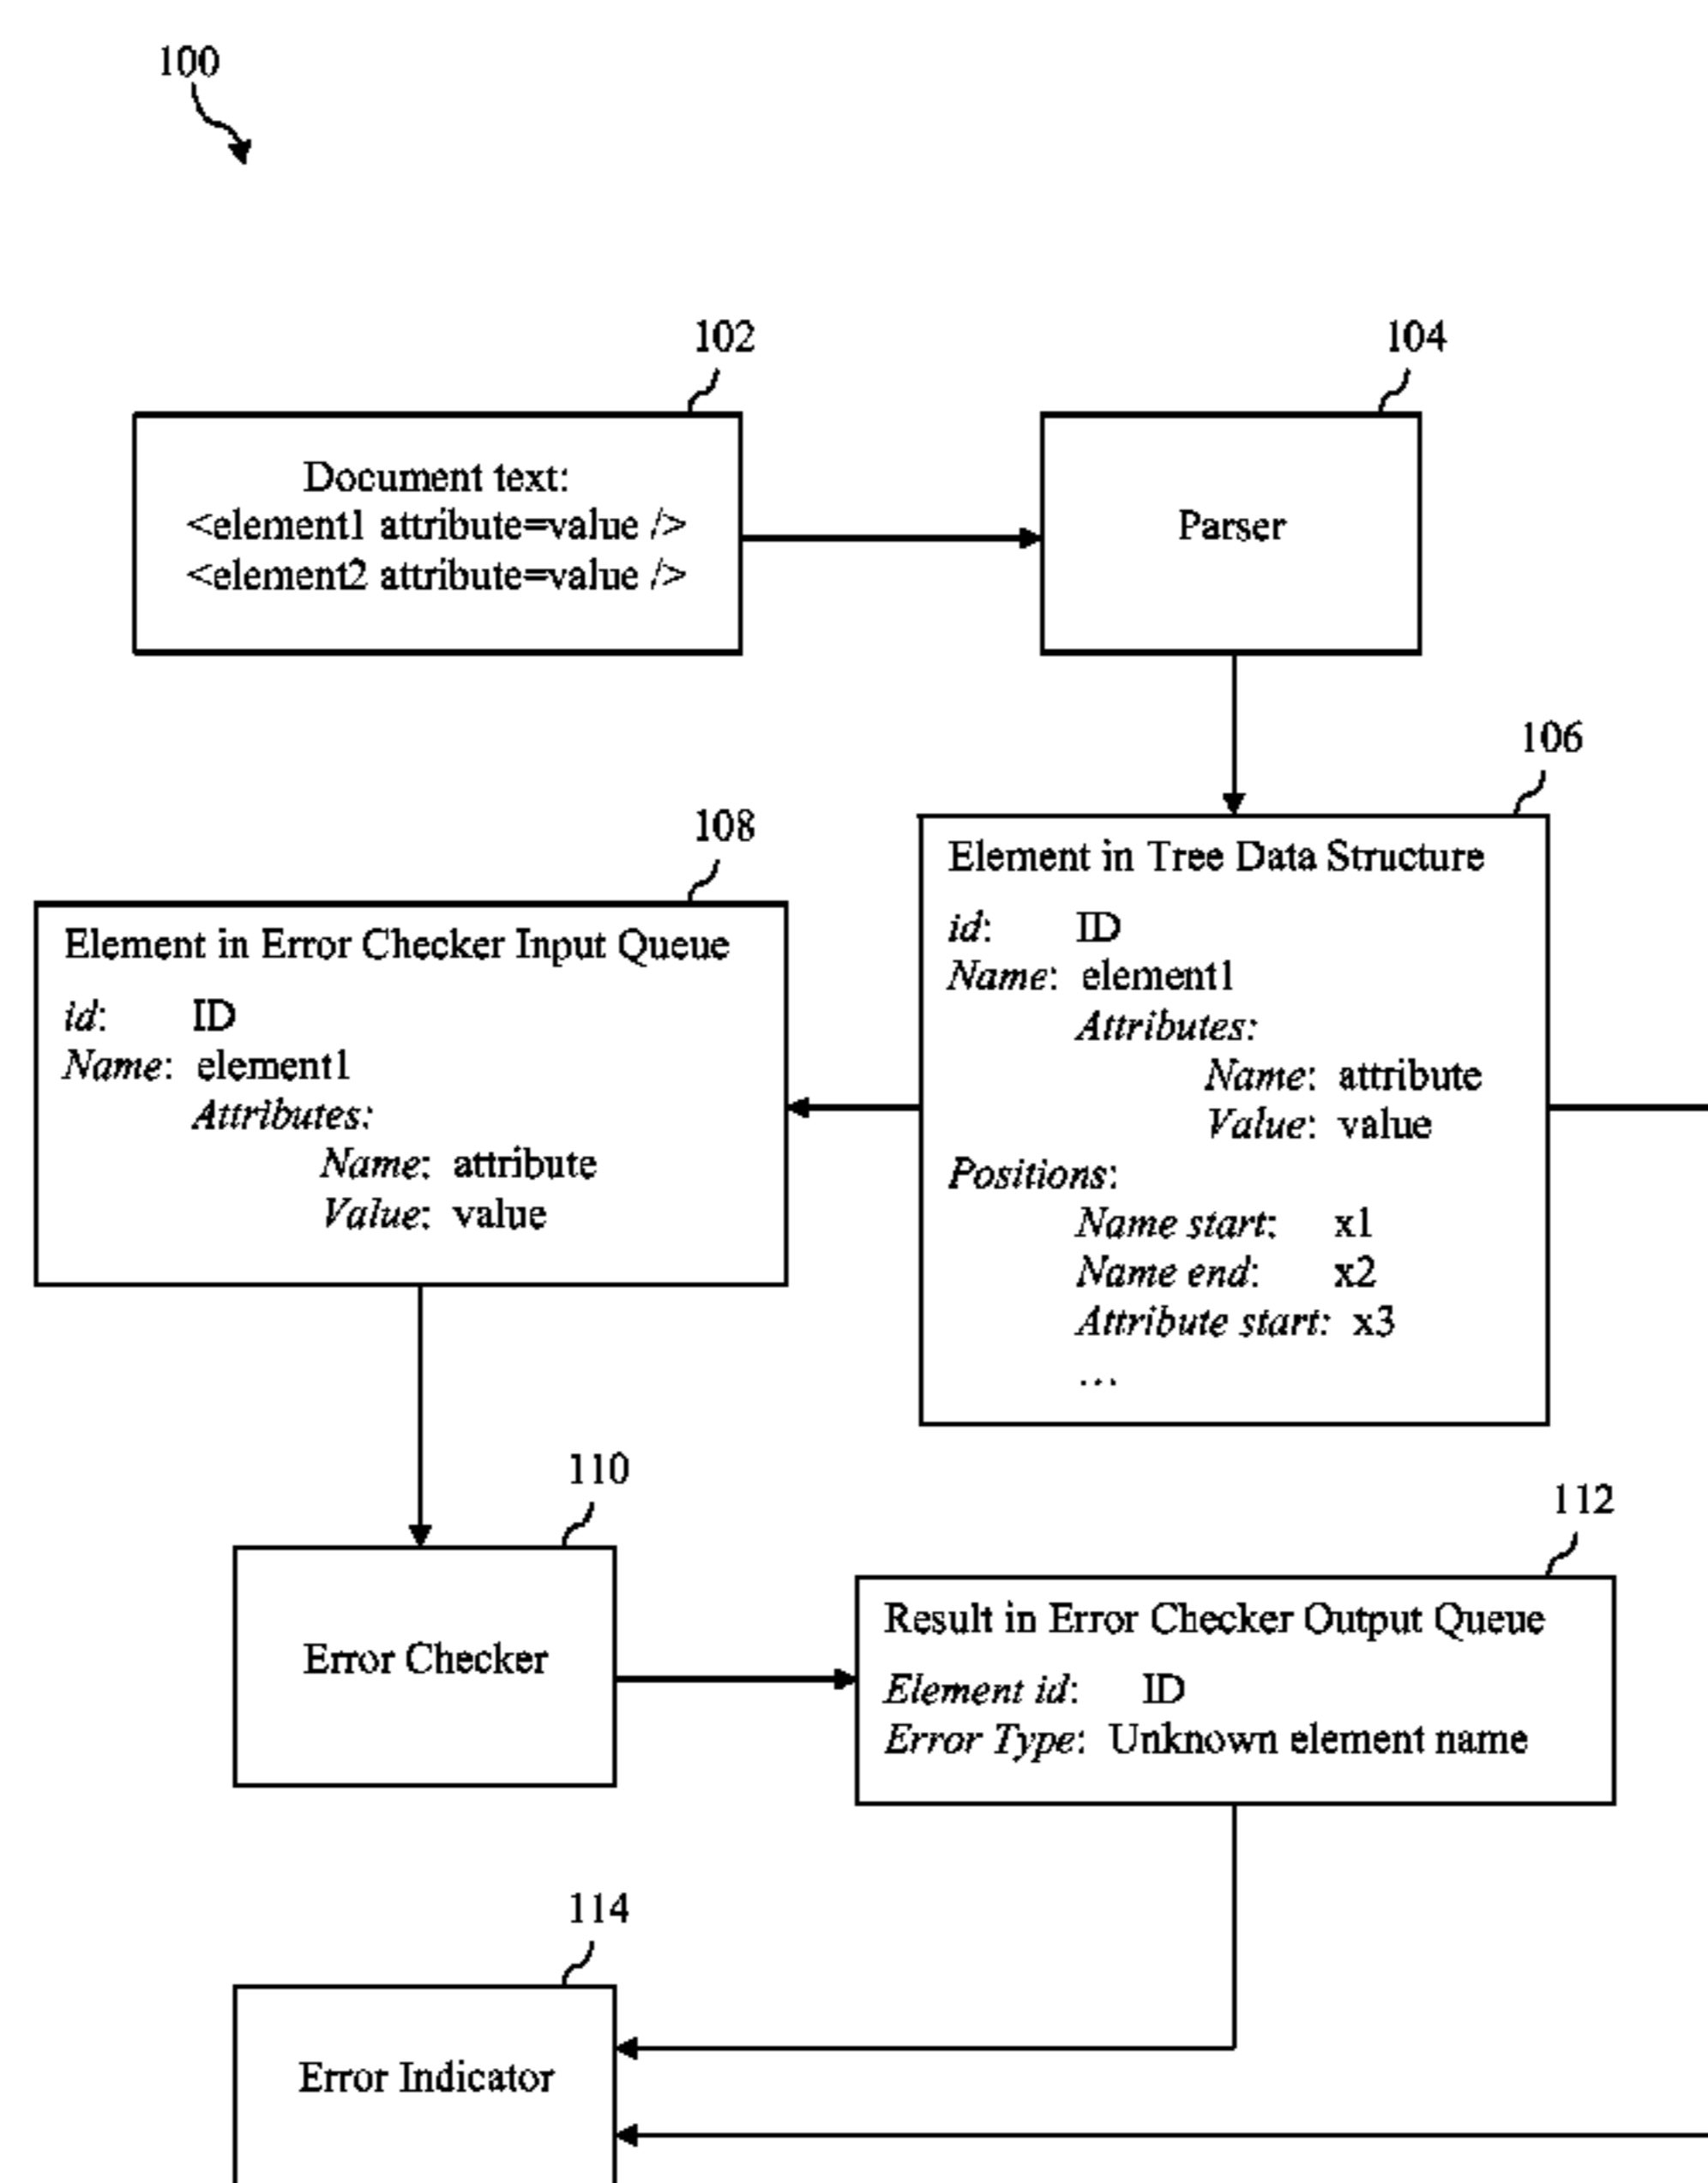 100
102
104
Document text:
<element1 attribute=value />
<element2 attribute=value />
Parser
106
108
Element in Tree Data Structure
id: ID
Name: element1
Attributes:
Name: attribute
Value: value
Positions:
Name start: x1
Name end: x2
Attribute start: x3
...
Element in Error Checker Input Queue
id: ID
Name: element1
Attributes:
Name: attribute
Value: value
110
112
Error Checker
Result in Error Checker Output Queue
Element id: ID
Error Type: Unknown element name
114
Error Indicator